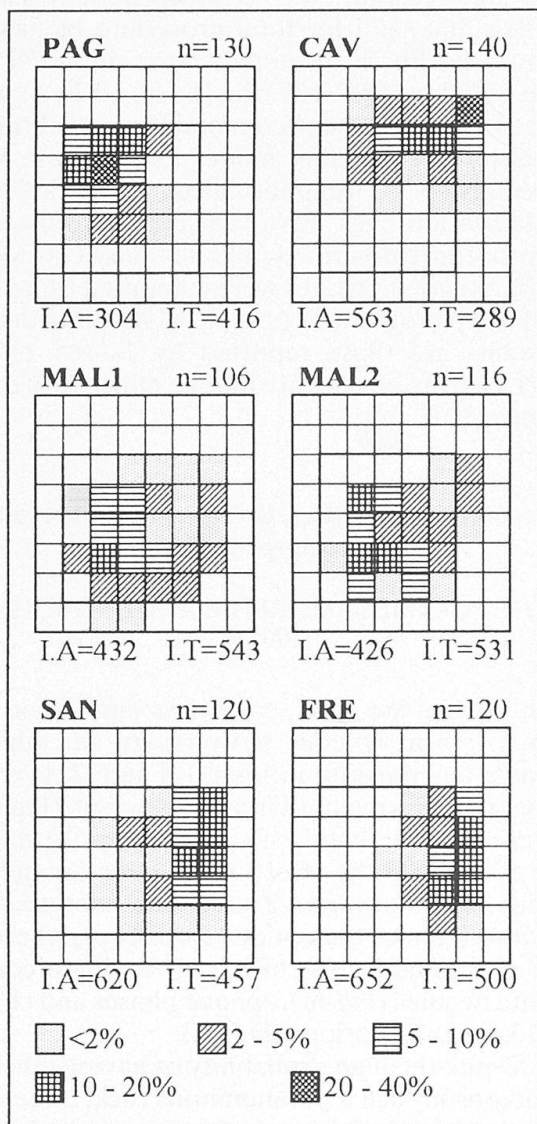 PAG n=130 CAV n=140
I.A=304 I.T=416 I.A=563 I.T=289
MAL1 n=106 MAL2 n=116
I.A=432 I.T=543 I.A=426 I.T=531
SAN n=120 FRE n=120
I.A=620 I.T=457 I.A=652 I.T=500
<2% 2 - 5% 5 - 10%
10 - 20% 20 - 40%